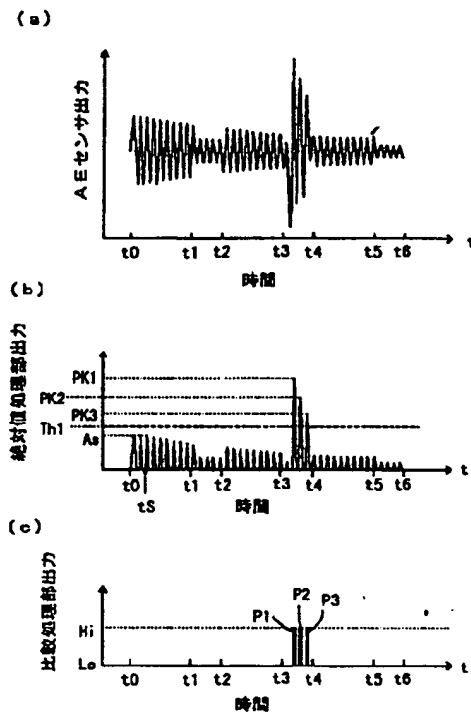 (a)
AEセンサ出力
t
t0 t1 t2 t3 t4 t5 t6
時間
(b)
絶対値処理部出力
PK1
PK2
PK3
Th1
As
t
t0 t1 t2 t3 t4 t5 t6
tS
時間
(c)
比較処理部出力
P2
P1 P3
Hi
Lo
t
t0 t1 t2 t3 t4 t5 t6
時間